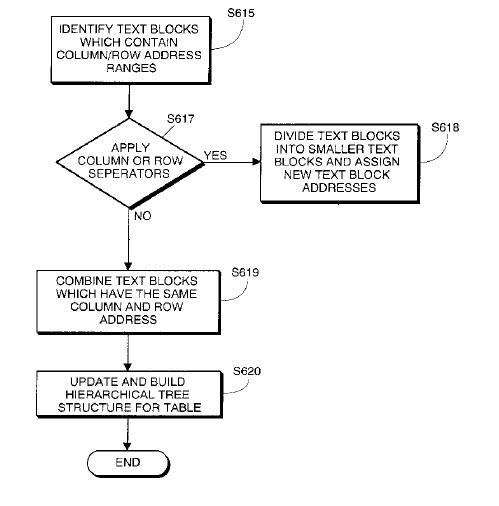 S615
IDENTIFY TEXT BLOCKS
WHICH CONTAIN
COLUMN/ROW ADDRESS
RANGES
S617
APPLY
COLUMN OR ROW
SEPERATORS
YES
NO
S618
DIVIDE TEXT BLOCKS
INTO SMALLER TEXT
BLOCKS AND ASSIGN
NEW TEXT BLOCK
ADDRESSES
S619
COMBINE TEXT BLOCKS
WHICH HAVE THE SAME
COLUMN AND ROW
ADDRESS
S620
UPDATE AND BUILD
HIERARCHICAL TREE
STRUCTURE FOR TABLE
END